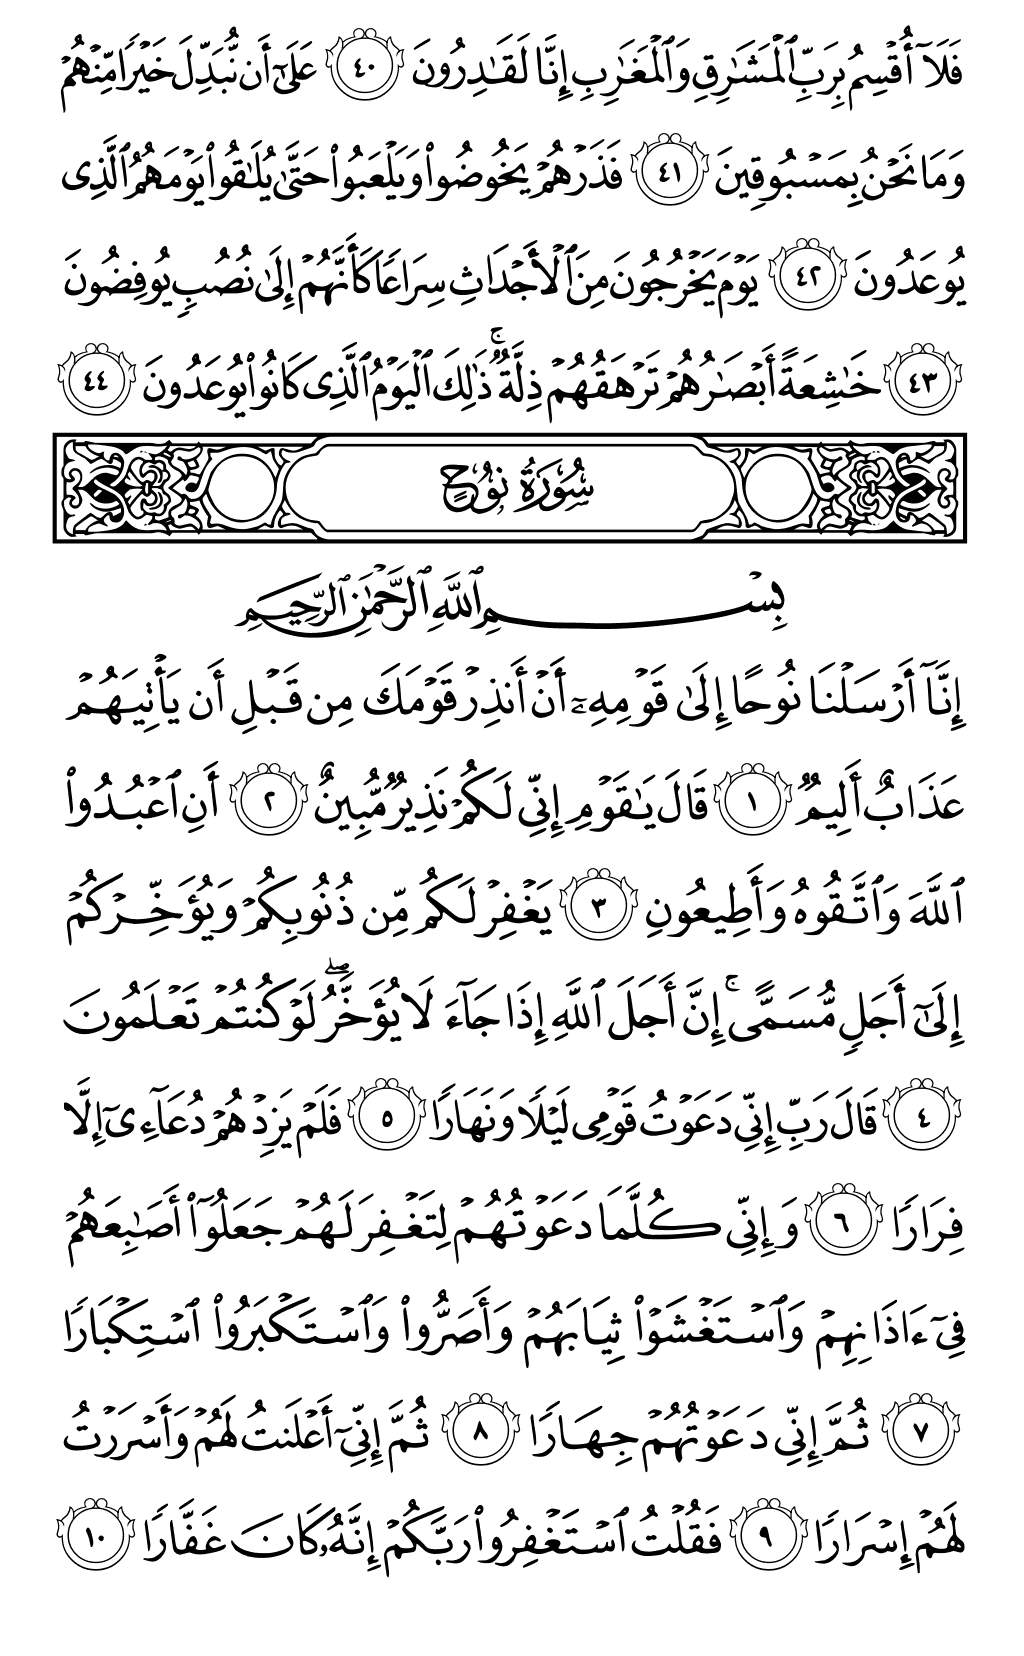 فَلَآ أُقْسِمُ بِرَبِّ ٱلْمَشَٰرِقِ وَٱلْمَغَٰرِبِ إِنَّا لَقَٰدِرُونَ ٤٠ عَلَىٰٓ أَن نُّبَدِّلَ خَيْرًا مِّنْهُمْ
وَمَا نَحْنُ بِمَسْبُوقِينَ ٤١ فَذَرْهُمْ يَخُوضُوا۟ وَيَلْعَبُوا۟ حَتَّىٰ يُلَٰقُوا۟ يَوْمَهُمُ ٱلَّذِى
يُوعَدُونَ ٤٢ يَوْمَ يَخْرُجُونَ مِنَ ٱلْأَجْدَاثِ سِرَاعًا كَأَنَّهُمْ إِلَىٰ نُصُبٍ يُوفِضُونَ
٤٣ خَٰشِعَةً أَبْصَٰرُهُمْ تَرْهَقُهُمْ ذِلَّةٌ ۚ ذَٰلِكَ ٱلْيَوْمُ ٱلَّذِى كَانُوا۟ يُوعَدُونَ ٤٤
سُورَةُ نُوحٍ
بِسْمِ ٱللَّهِ ٱلرَّحْمَٰنِ ٱلرَّحِيمِ
إِنَّآ أَرْسَلْنَا نُوحًا إِلَىٰ قَوْمِهِۦٓ أَنْ أَنذِرْ قَوْمَكَ مِن قَبْلِ أَن يَأْتِيَهُمْ
عَذَابٌ أَلِيمٌ ١ قَالَ يَٰقَوْمِ إِنِّى لَكُمْ نَذِيرٌ مُّبِينٌ ٢ أَنِ ٱعْبُدُوا۟
ٱللَّهَ وَٱتَّقُوهُ وَأَطِيعُونِ ٣ يَغْفِرْ لَكُم مِّن ذُنُوبِكُمْ وَيُؤَخِّرْكُمْ
إِلَىٰٓ أَجَلٍ مُّسَمًّى ۚ إِنَّ أَجَلَ ٱللَّهِ إِذَا جَآءَ لَا يُؤَخَّرُ ۖ لَوْ كُنتُمْ تَعْلَمُونَ
٤ قَالَ رَبِّ إِنِّى دَعَوْتُ قَوْمِى لَيْلًا وَنَهَارًا ٥ فَلَمْ يَزِدْهُمْ دُعَآءِىٓ إِلَّا
فِرَارًا ٦ وَإِنِّى كُلَّمَا دَعَوْتُهُمْ لِتَغْفِرَ لَهُمْ جَعَلُوٓا۟ أَصَٰبِعَهُمْ
فِىٓ ءَاذَانِهِمْ وَٱسْتَغْشَوْا۟ ثِيَابَهُمْ وَأَصَرُّوا۟ وَٱسْتَكْبَرُوا۟ ٱسْتِكْبَارًا
٧ ثُمَّ إِنِّى دَعَوْتُهُمْ جِهَارًا ٨ ثُمَّ إِنِّىٓ أَعْلَنتُ لَهُمْ وَأَسْرَرْتُ
لَهُمْ إِسْرَارًا ٩ فَقُلْتُ ٱسْتَغْفِرُوا۟ رَبَّكُمْ إِنَّهُۥ كَانَ غَفَّارًا ١٠